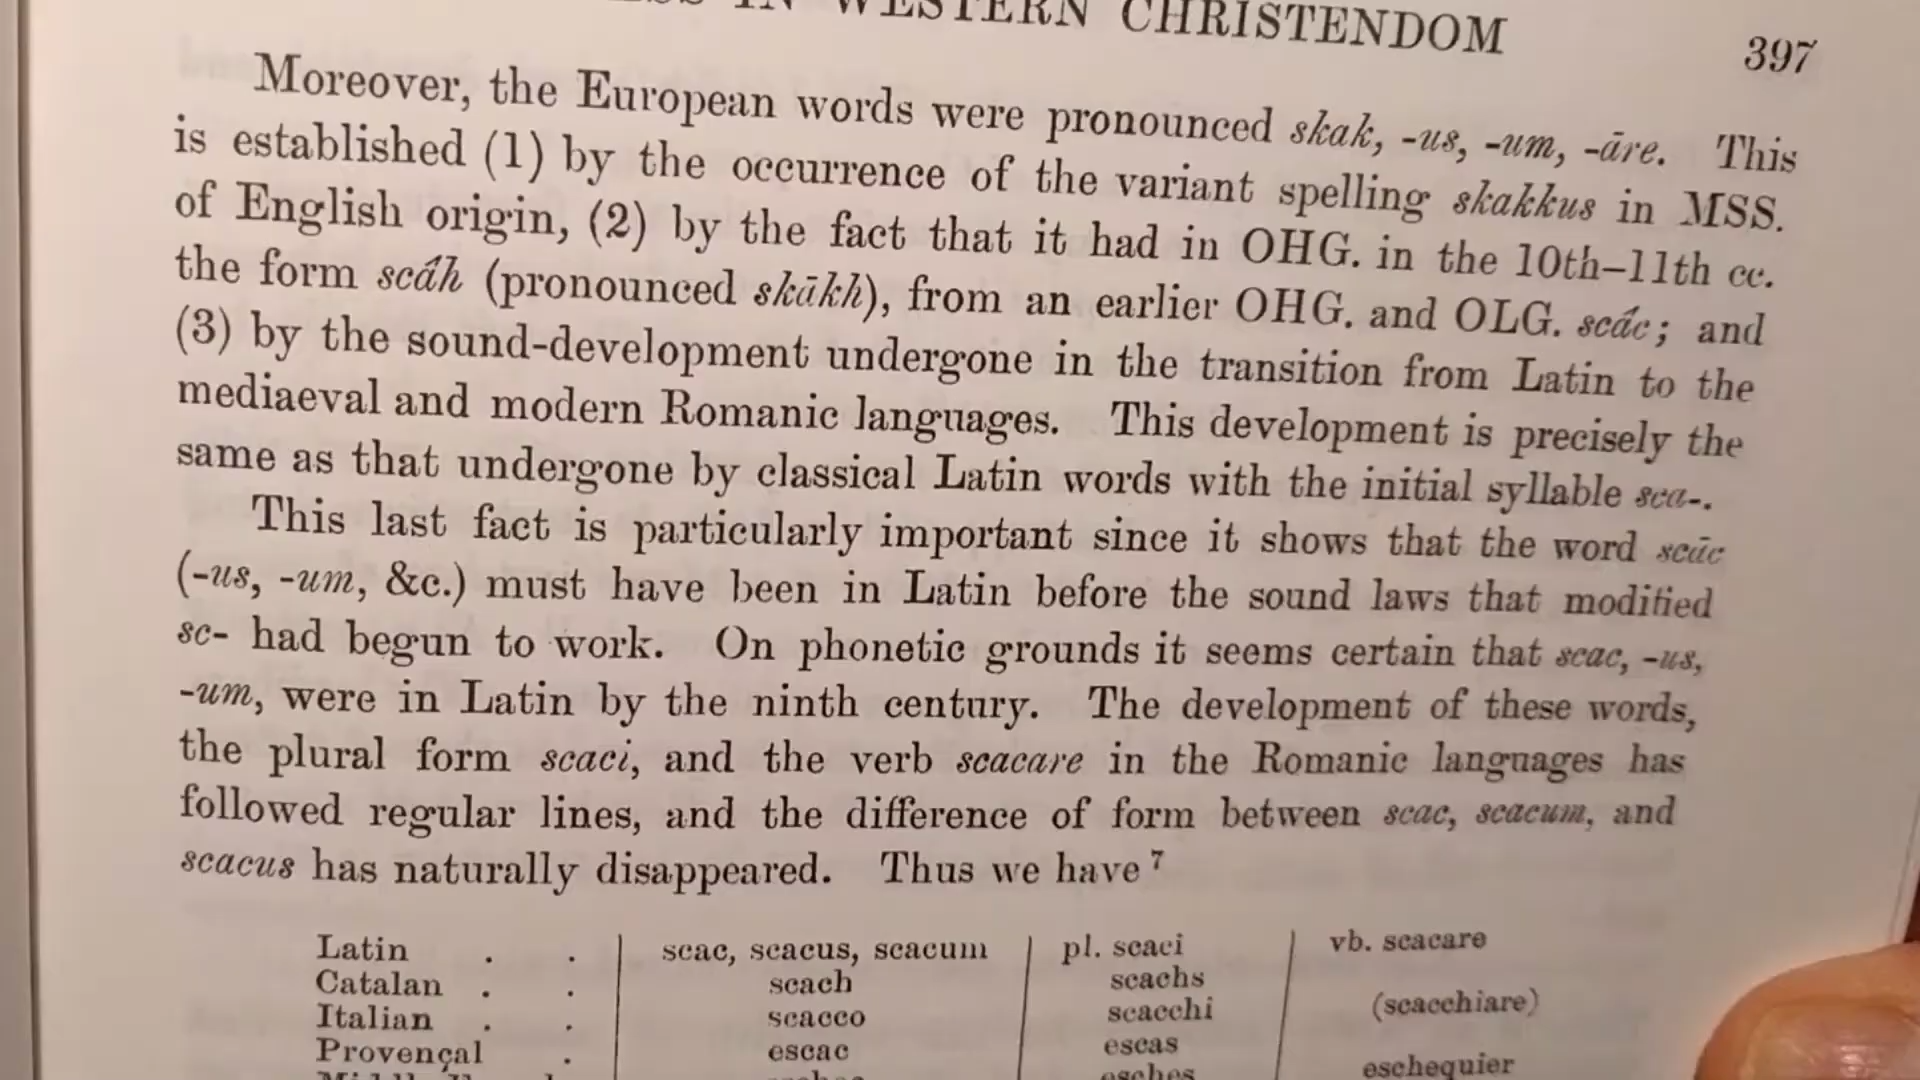 IN WESTERN CHRISTENDOM 397
Moreover, the European words were pronounced skak, -us, -um, -āre. This
is established (1) by the occurrence of the variant spelling skakkus in MSS.
of English origin, (2) by the fact that it had in OHG. in the 10th–11th cc.
the form scâh (pronounced skākh), from an earlier OHG. and OLG. scâc; and
(3) by the sound-development undergone in the transition from Latin to the
mediaeval and modern Romanic languages. This development is precisely the
same as that undergone by classical Latin words with the initial syllable sca-.
This last fact is particularly important since it shows that the word scāc
(-us, -um, &c.) must have been in Latin before the sound laws that modified
sc- had begun to work. On phonetic grounds it seems certain that scac, -us,
-um, were in Latin by the ninth century. The development of these words,
the plural form scaci, and the verb scacare in the Romanic languages has
followed regular lines, and the difference of form between scac, scacum, and
scacus has naturally disappeared. Thus we have ⁷
Latin . . scac, scacus, scacum pl. scaci vb. scacare
Catalan . . scach scachs
Italian . . scacco scacchi (scacchiare)
Provençal . escac escas
esches eschequier